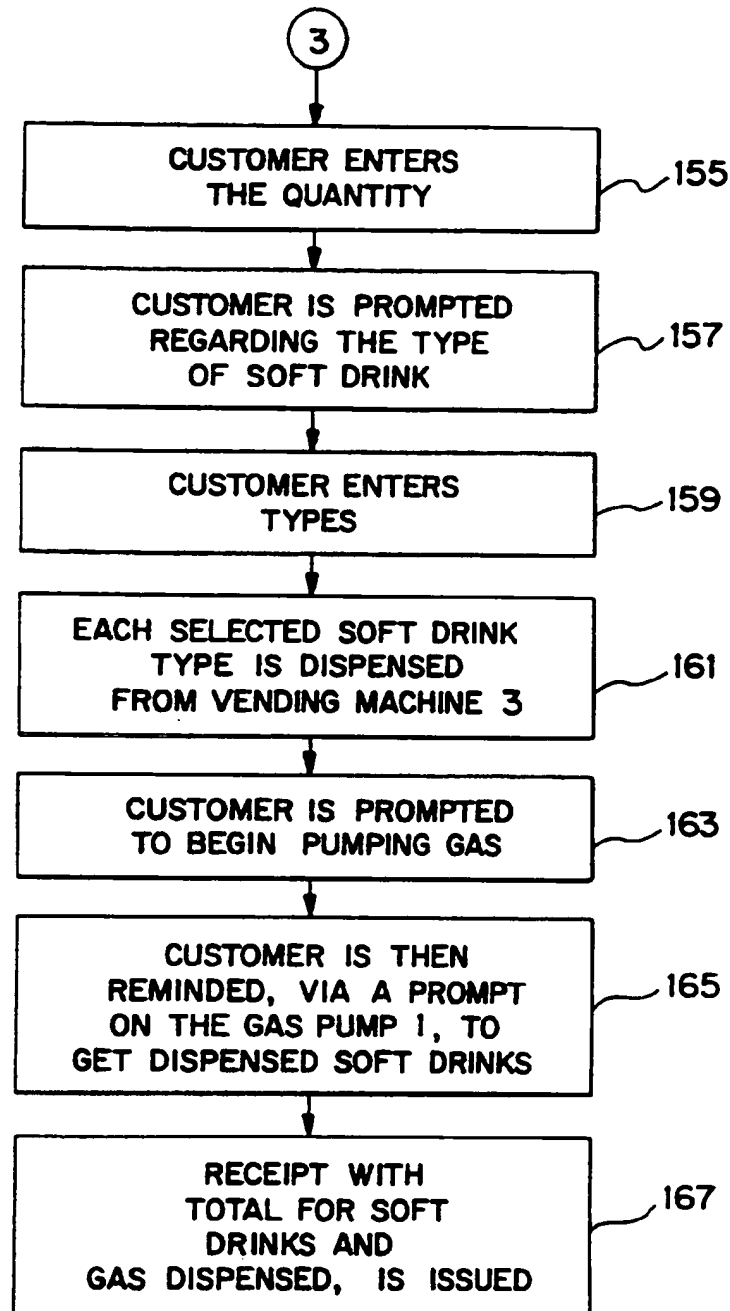 3
CUSTOMER ENTERS
THE QUANTITY
155
CUSTOMER IS PROMPTED
REGARDING THE TYPE
OF SOFT DRINK
157
CUSTOMER ENTERS
TYPES
159
EACH SELECTED SOFT DRINK
TYPE IS DISPENSED
FROM VENDING MACHINE 3
161
CUSTOMER IS PROMPTED
TO BEGIN PUMPING GAS
163
CUSTOMER IS THEN
REMINDED, VIA A PROMPT
ON THE GAS PUMP 1, TO
GET DISPENSED SOFT DRINKS
165
RECEIPT WITH
TOTAL FOR SOFT
DRINKS AND
GAS DISPENSED, IS ISSUED
167